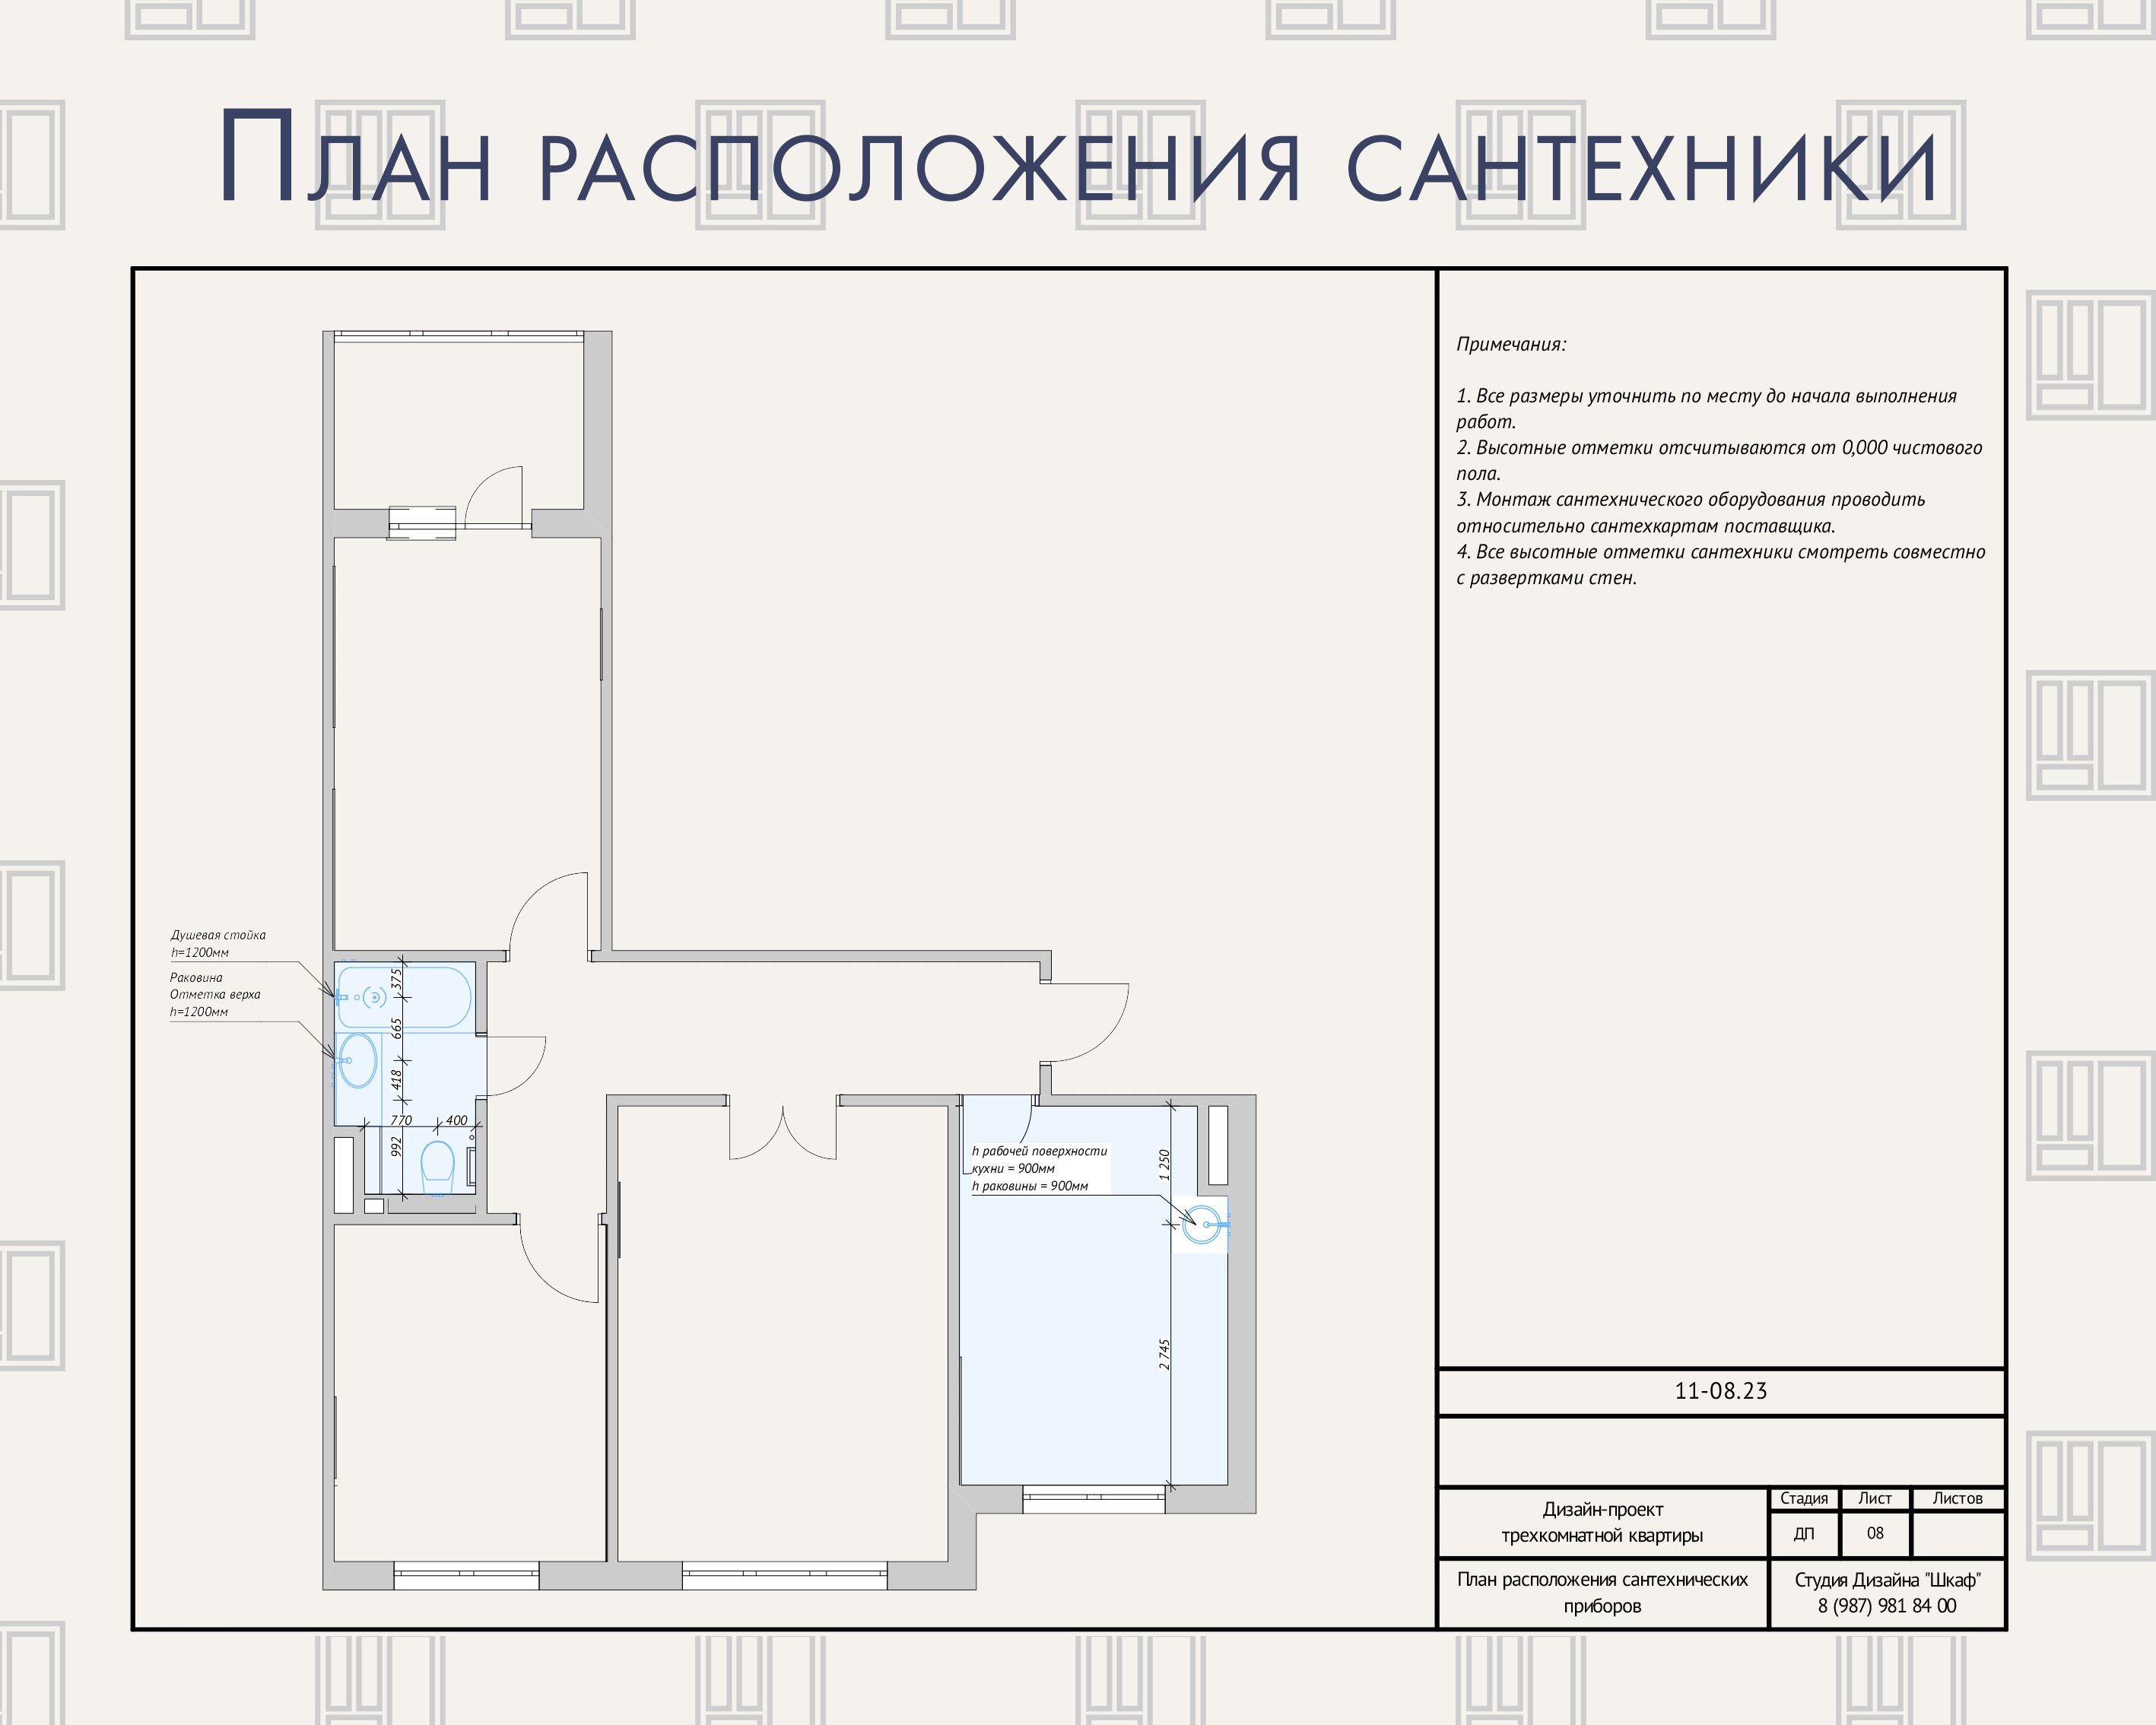 План расположения сантехники
Примечания:
1. Все размеры уточнить по месту до начала выполнения
работ.
2. Высотные отметки отсчитываются от 0,000 чистового
пола.
3. Монтаж сантехнического оборудования проводить
относительно сантехкартам поставщика.
4. Все высотные отметки сантехники смотреть совместно
с развертками стен.
Душевая стойка
h=1200мм
Раковина
Отметка верха
h=1200мм
375
665
418
770
400
992
h рабочей поверхности
кухни = 900мм
h раковины = 900мм
1 250
2 745
11-08.23
Дизайн-проект
трехкомнатной квартиры
Стадия
Лист
Листов
ДП
08
План расположения сантехнических
приборов
Студия Дизайна "Шкаф"
8 (987) 981 84 00